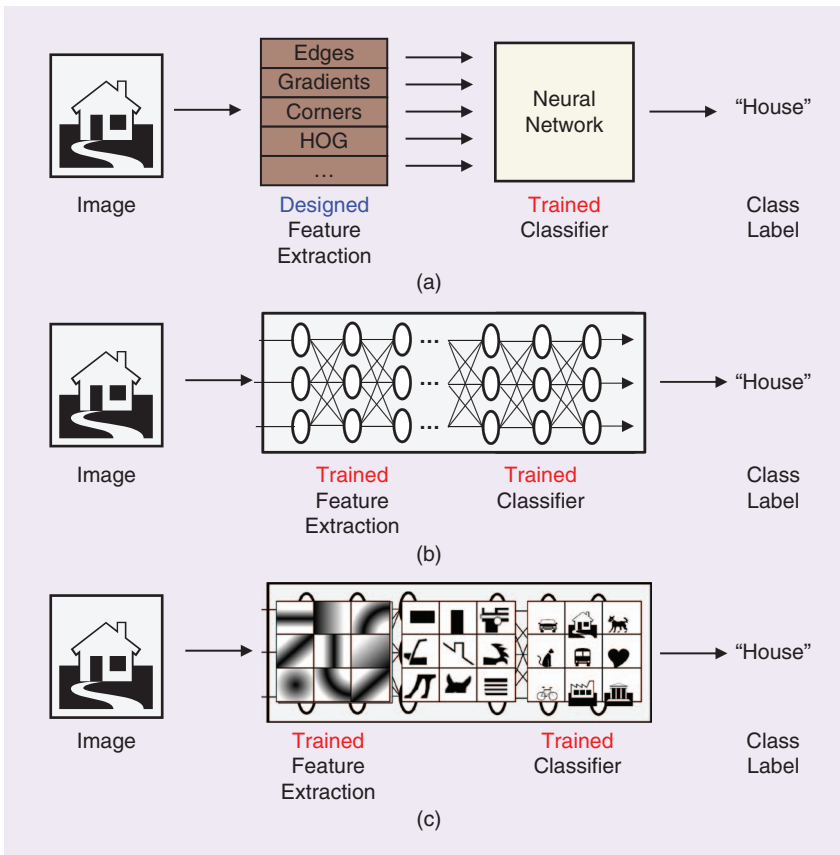 Edges
Gradients
Corners
HOG
...
Neural
Network
“House”
Image
Designed
Feature
Extraction
Trained
Classifier
Class
Label
(a)
...
...
...
“House”
Image
Trained
Feature
Extraction
Trained
Classifier
Class
Label
(b)
“House”
Image
Trained
Feature
Extraction
Trained
Classifier
Class
Label
(c)